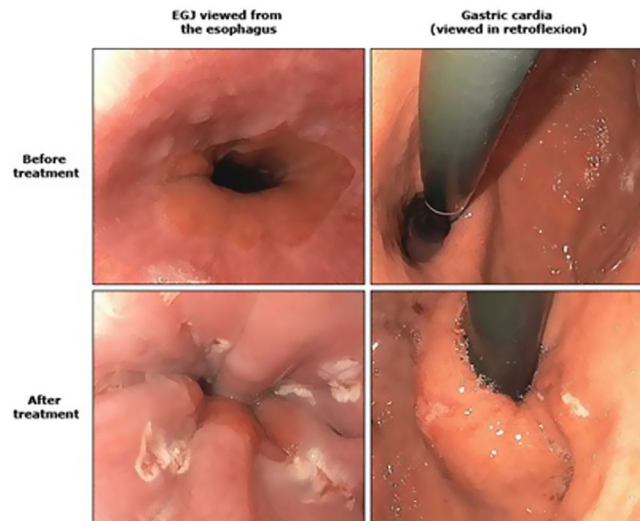 EGJ viewed from
the esophagus
Gastric cardia
(viewed in retroflexion)
Before
treatment
After
treatment